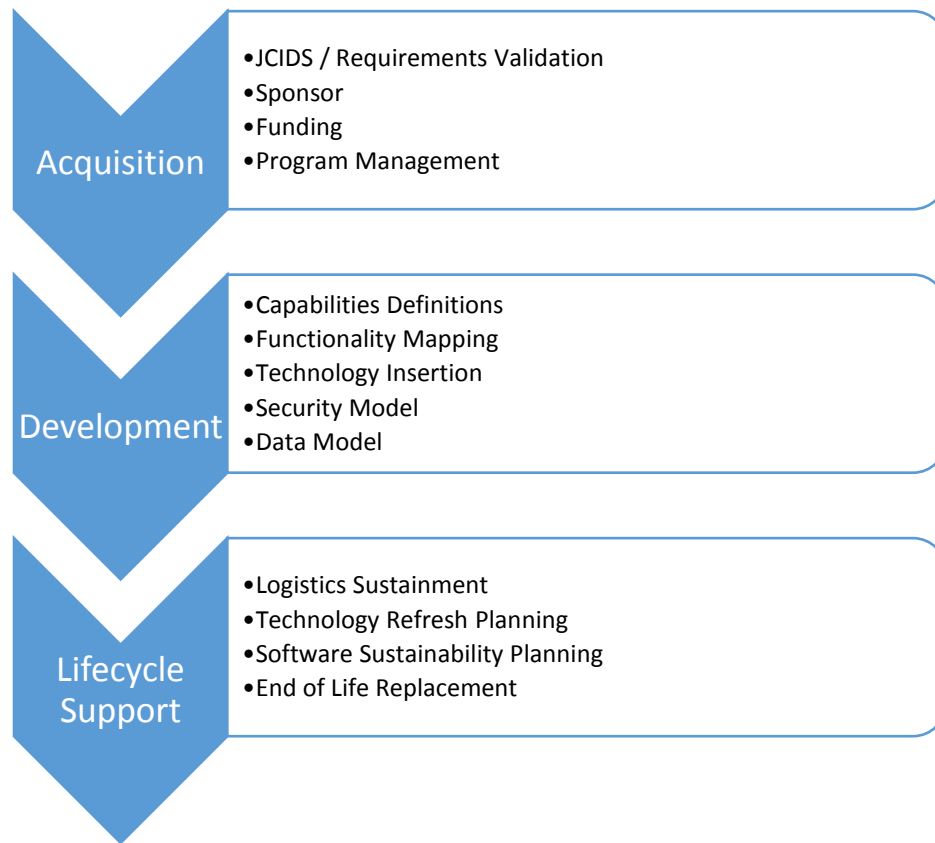 Acquisition
•JCIDS / Requirements Validation
•Sponsor
•Funding
•Program Management
Development
•Capabilities Definitions
•Functionality Mapping
•Technology Insertion
•Security Model
•Data Model
Lifecycle
Support
•Logistics Sustainment
•Technology Refresh Planning
•Software Sustainability Planning
•End of Life Replacement